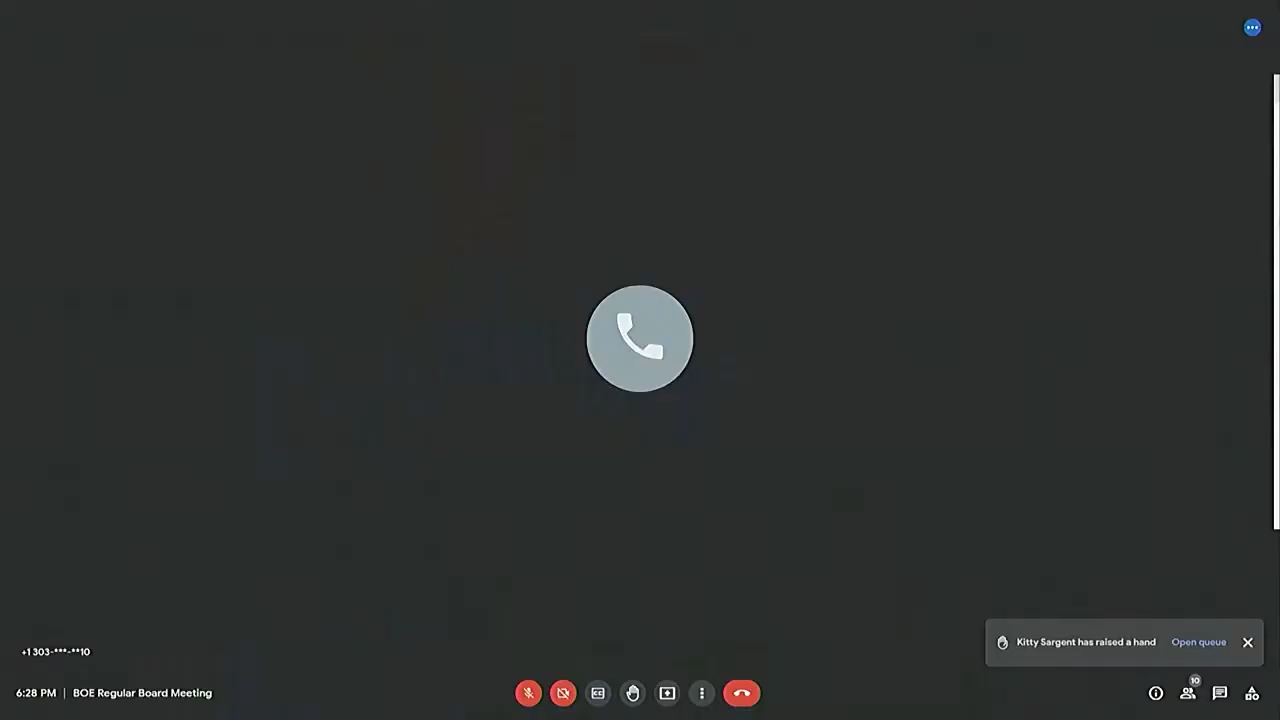 +1 303-***-**10
Kitty Sargent has raised a hand Open queue
6:28 PM | BOE Regular Board Meeting
10